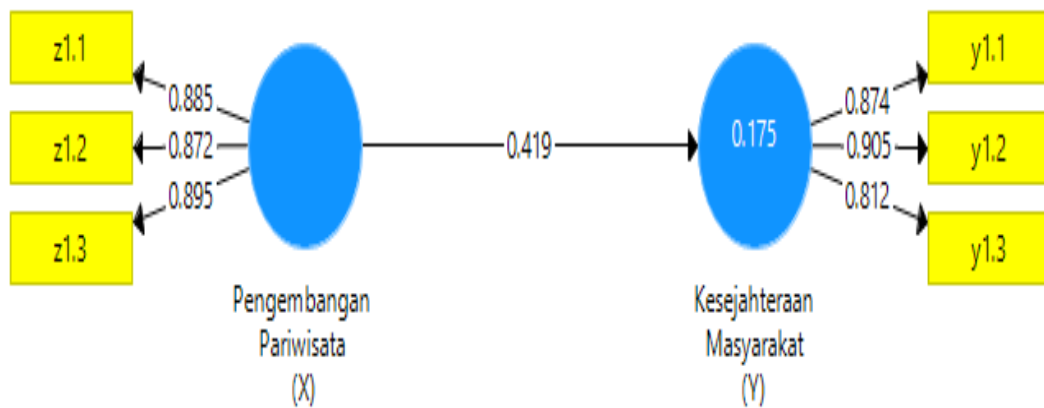 z1.1
z1.2
z1.3
0.885
0.872
0.895
Pengembangan
Pariwisata
(X)
0.419
0.175
Kesejahteraan
Masyarakat
(Y)
0.874
0.905
0.812
y1.1
y1.2
y1.3